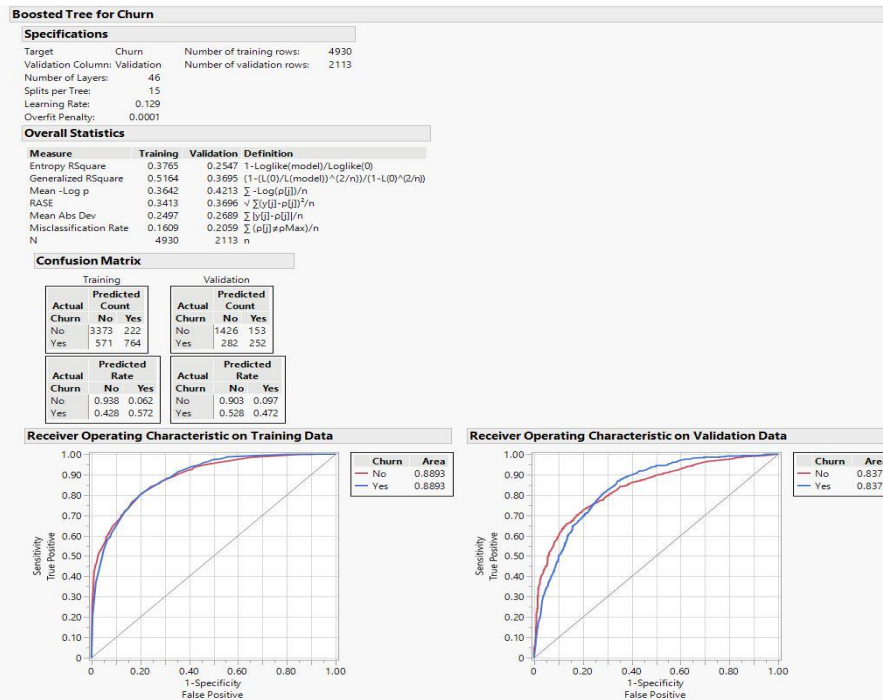 Boosted Tree for Churn
Specifications
Target Churn Number of training rows: 4930
Validation Column: Validation Number of validation rows: 2113
Number of Layers: 46
Splits per Tree: 15
Learning Rate: 0.129
Overfit Penalty: 0.0001
Overall Statistics
Measure Training Validation Definition
Entropy RSquare 0.3765 0.2547 1-Loglike(model)/Loglike(0)
Generalized RSquare 0.5164 0.3695 (1-(L(0)/L(model))^(2/n))/(1-L(0)^(2/n))
Mean -Log p 0.3642 0.4213 ∑ -Log(ρ[j])/n
RASE 0.3413 0.3696 √ ∑(y[j]-ρ[j])²/n
Mean Abs Dev 0.2497 0.2689 ∑ |y[j]-ρ[j]|/n
Misclassification Rate 0.1609 0.2059 ∑ (ρ[j]≠ρMax)/n
N 4930 2113 n
Confusion Matrix
Training Validation
Predicted Predicted
Actual Count Actual Count
Churn No Yes Churn No Yes
No 3373 222 No 1426 153
Yes 571 764 Yes 282 252
Predicted Predicted
Actual Rate Actual Rate
Churn No Yes Churn No Yes
No 0.938 0.062 No 0.903 0.097
Yes 0.428 0.572 Yes 0.528 0.472
Receiver Operating Characteristic on Training Data
1.00
0.90
0.80
0.70
0.60
0.50
0.40
0.30
0.20
0.10
0
Sensitivity
True Positive
0 0.20 0.40 0.60 0.80 1.00
1-Specificity
False Positive
Churn Area
No 0.8893
Yes 0.8893
Receiver Operating Characteristic on Validation Data
1.00
0.90
0.80
0.70
0.60
0.50
0.40
0.30
0.20
0.10
0
Sensitivity
True Positive
0 0.20 0.40 0.60 0.80 1.00
1-Specificity
False Positive
Churn Area
No 0.837
Yes 0.837